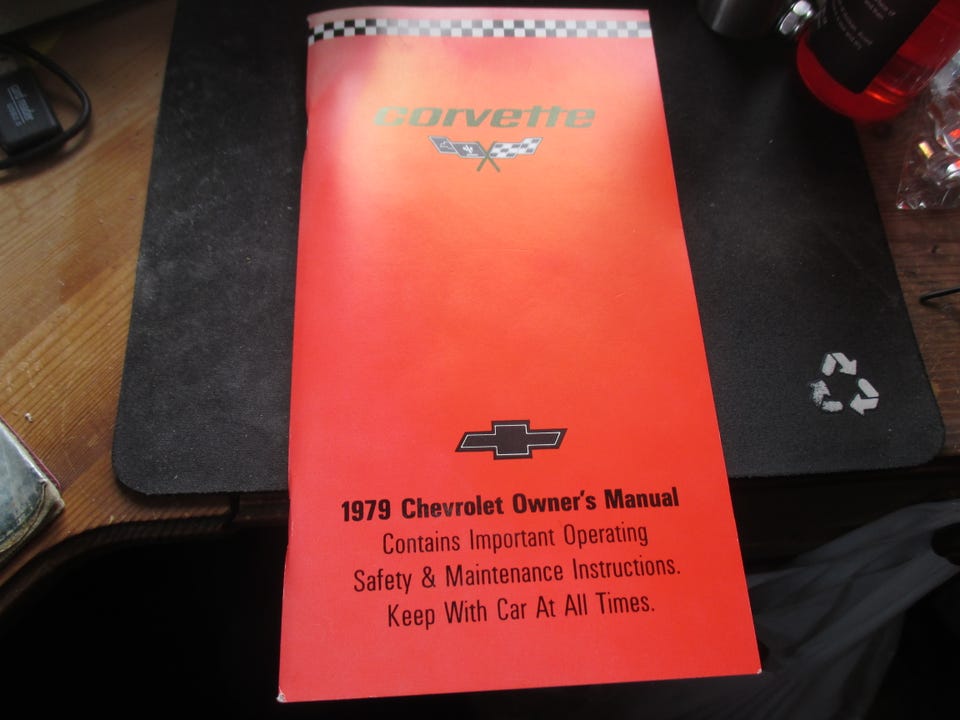 corvette
1979 Chevrolet Owner's Manual
Contains Important Operating
Safety & Maintenance Instructions.
Keep With Car At All Times.